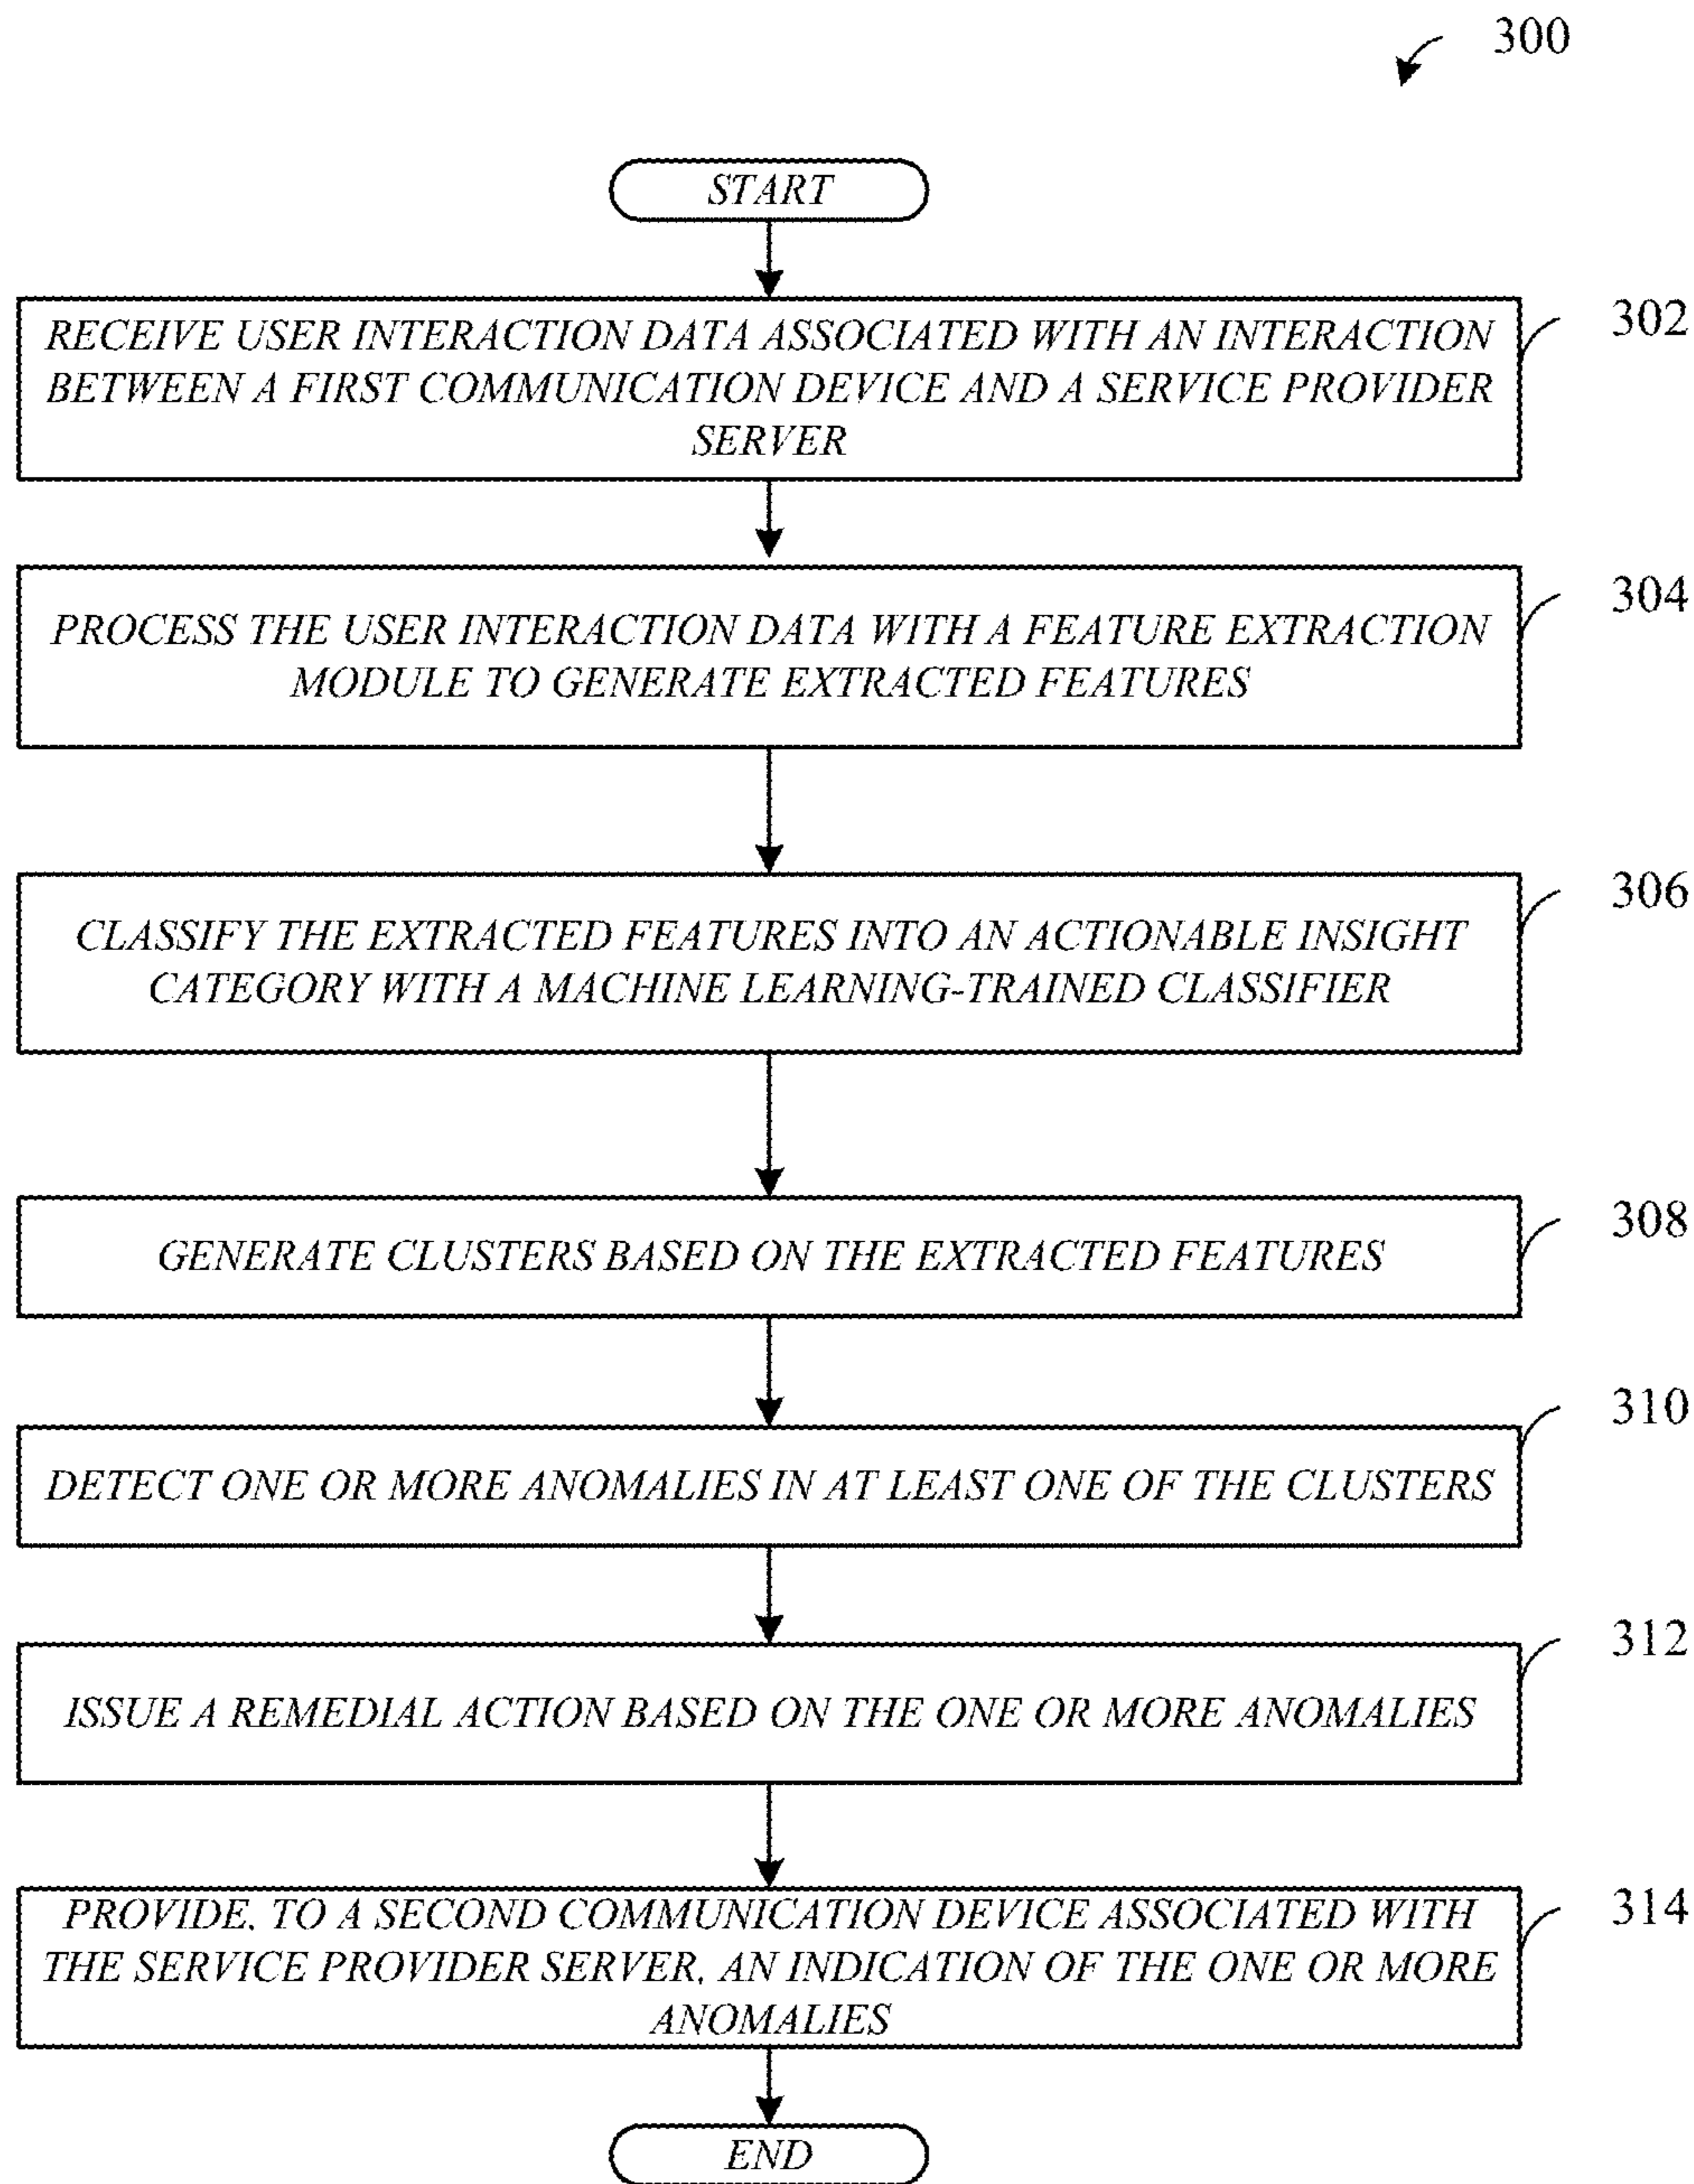 300
START
RECEIVE USER INTERACTION DATA ASSOCIATED WITH AN INTERACTION
BETWEEN A FIRST COMMUNICATION DEVICE AND A SERVICE PROVIDER
SERVER
302
PROCESS THE USER INTERACTION DATA WITH A FEATURE EXTRACTION
MODULE TO GENERATE EXTRACTED FEATURES
304
CLASSIFY THE EXTRACTED FEATURES INTO AN ACTIONABLE INSIGHT
CATEGORY WITH A MACHINE LEARNING-TRAINED CLASSIFIER
306
GENERATE CLUSTERS BASED ON THE EXTRACTED FEATURES
308
DETECT ONE OR MORE ANOMALIES IN AT LEAST ONE OF THE CLUSTERS
310
ISSUE A REMEDIAL ACTION BASED ON THE ONE OR MORE ANOMALIES
312
PROVIDE, TO A SECOND COMMUNICATION DEVICE ASSOCIATED WITH
THE SERVICE PROVIDER SERVER, AN INDICATION OF THE ONE OR MORE
ANOMALIES
314
END